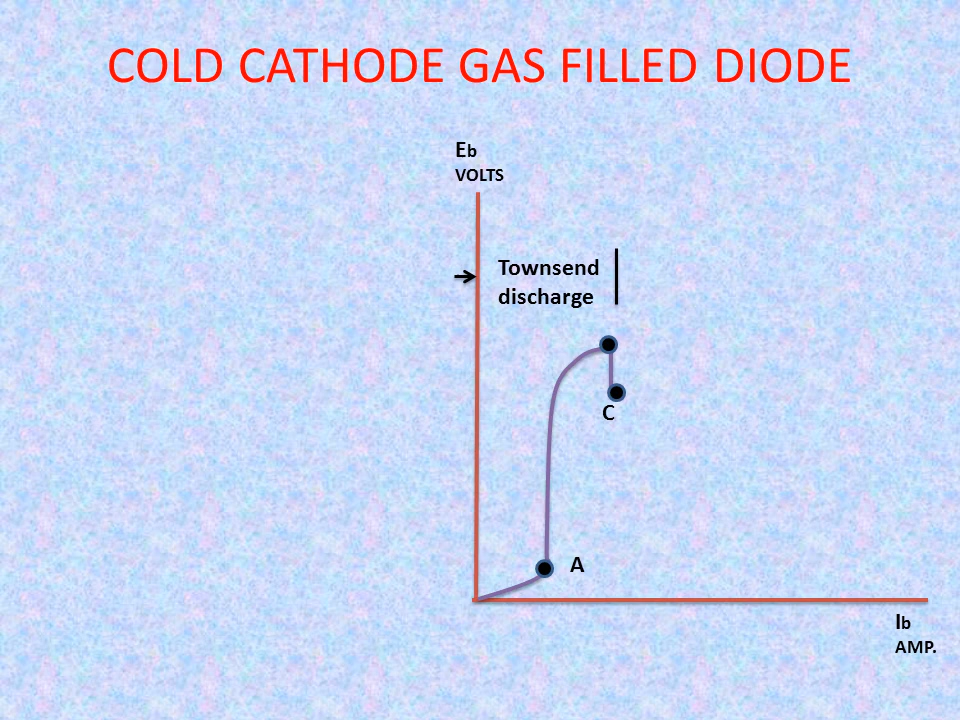 COLD CATHODE GAS FILLED DIODE
Eb
VOLTS
Townsend
discharge
C
A
Ib
AMP.